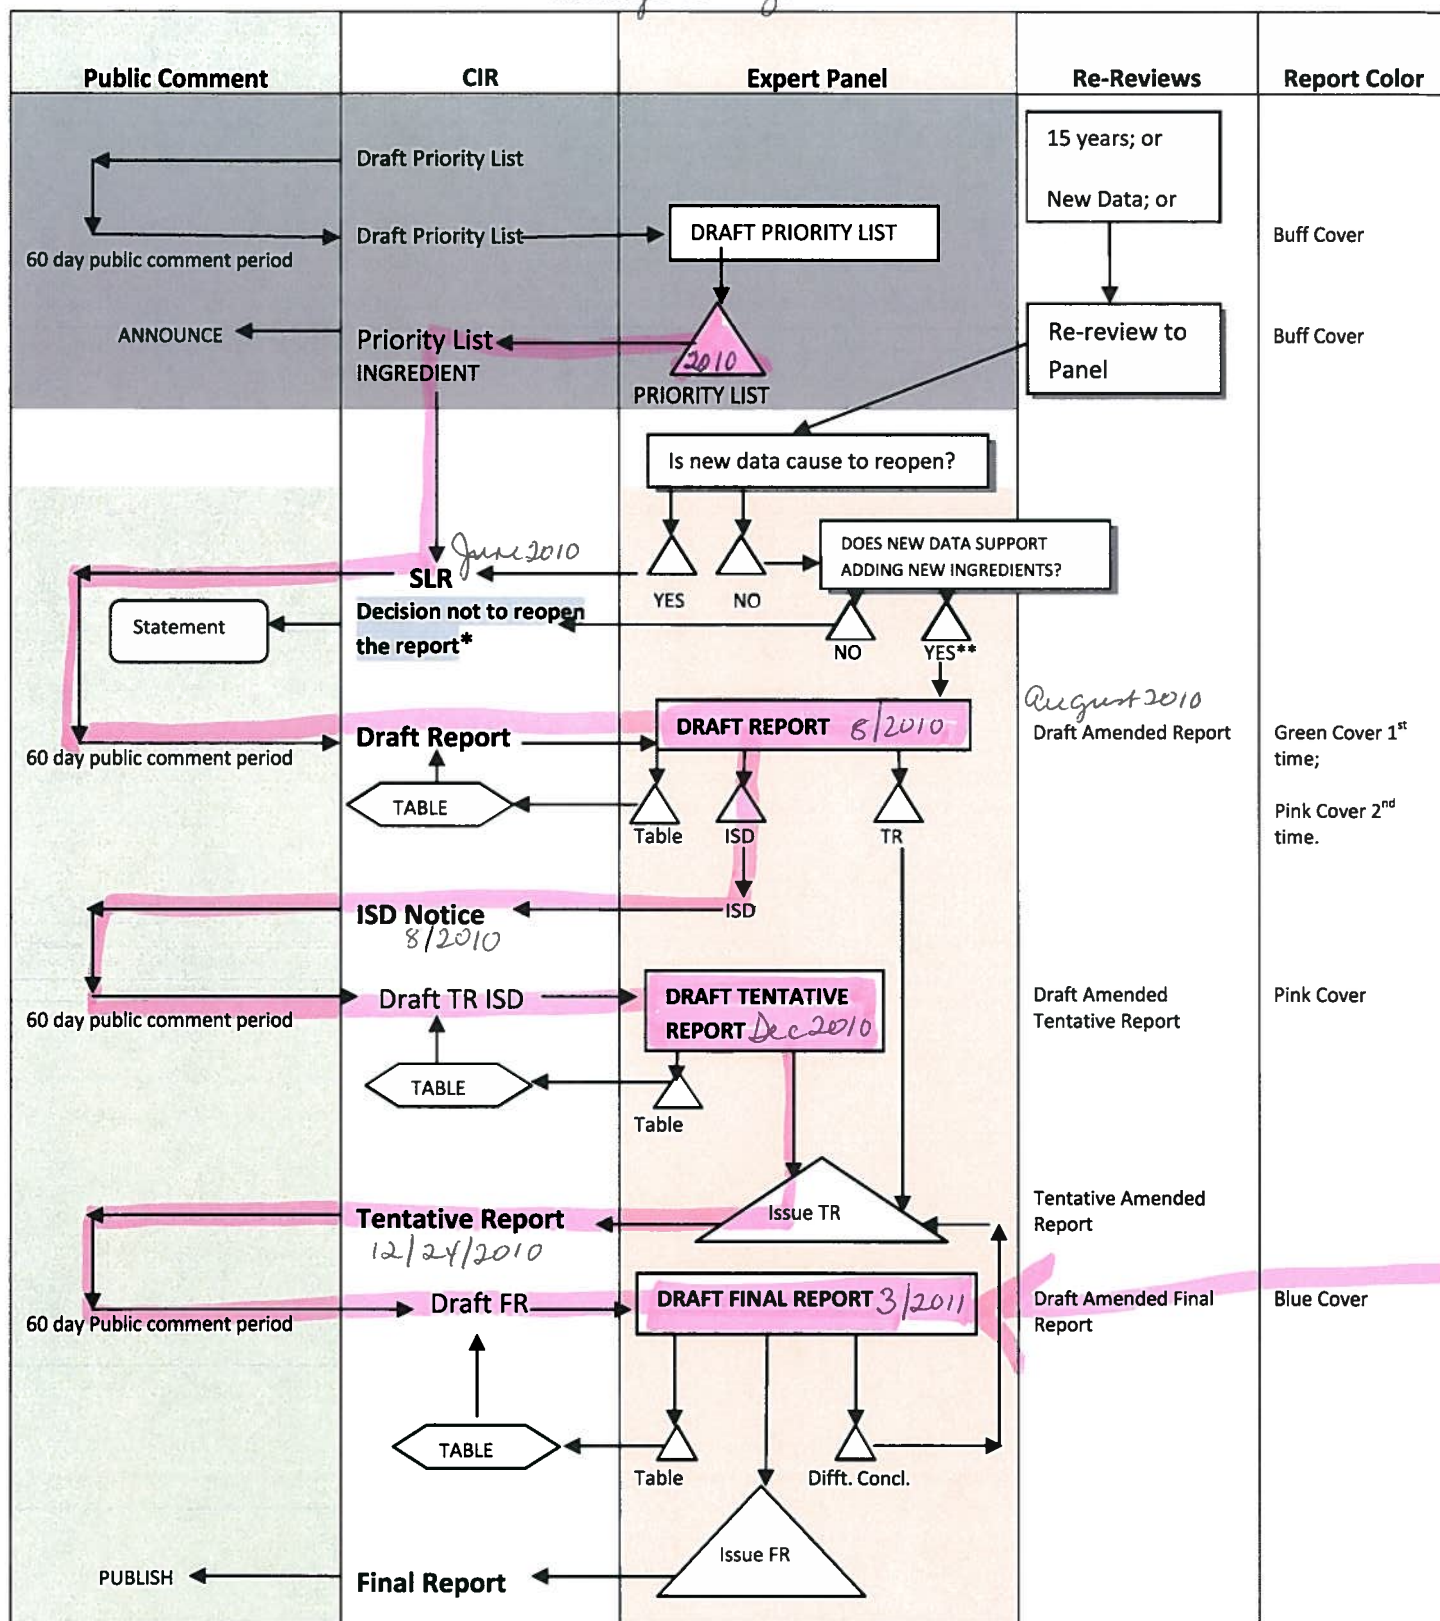 Public Comment
CIR
Expert Panel
Re-Reviews
Report Color
Draft Priority List
15 years; or
New Data; or
60 day public comment period
Draft Priority List
DRAFT PRIORITY LIST
Buff Cover
ANNOUNCE
Priority List
INGREDIENT
2010
PRIORITY LIST
Re-review to
Panel
Buff Cover
Is new data cause to reopen?
YES
NO
DOES NEW DATA SUPPORT
ADDING NEW INGREDIENTS?
June 2010
SLR
Statement
Decision not to reopen
the report*
NO
YES**
60 day public comment period
Draft Report
DRAFT REPORT 8/2010
August 2010
Draft Amended Report
Green Cover 1st
time;
Pink Cover 2nd
time.
TABLE
Table
ISD
TR
ISD Notice
8/2010
ISD
60 day public comment period
Draft TR ISD
DRAFT TENTATIVE
REPORT Dec 2010
Draft Amended
Tentative Report
Pink Cover
TABLE
Table
Tentative Report
12/24/2010
Issue TR
Tentative Amended
Report
60 day Public comment period
Draft FR
DRAFT FINAL REPORT 3/2011
Draft Amended Final
Report
Blue Cover
TABLE
Table
Difft. Concl.
PUBLISH
Final Report
Issue FR